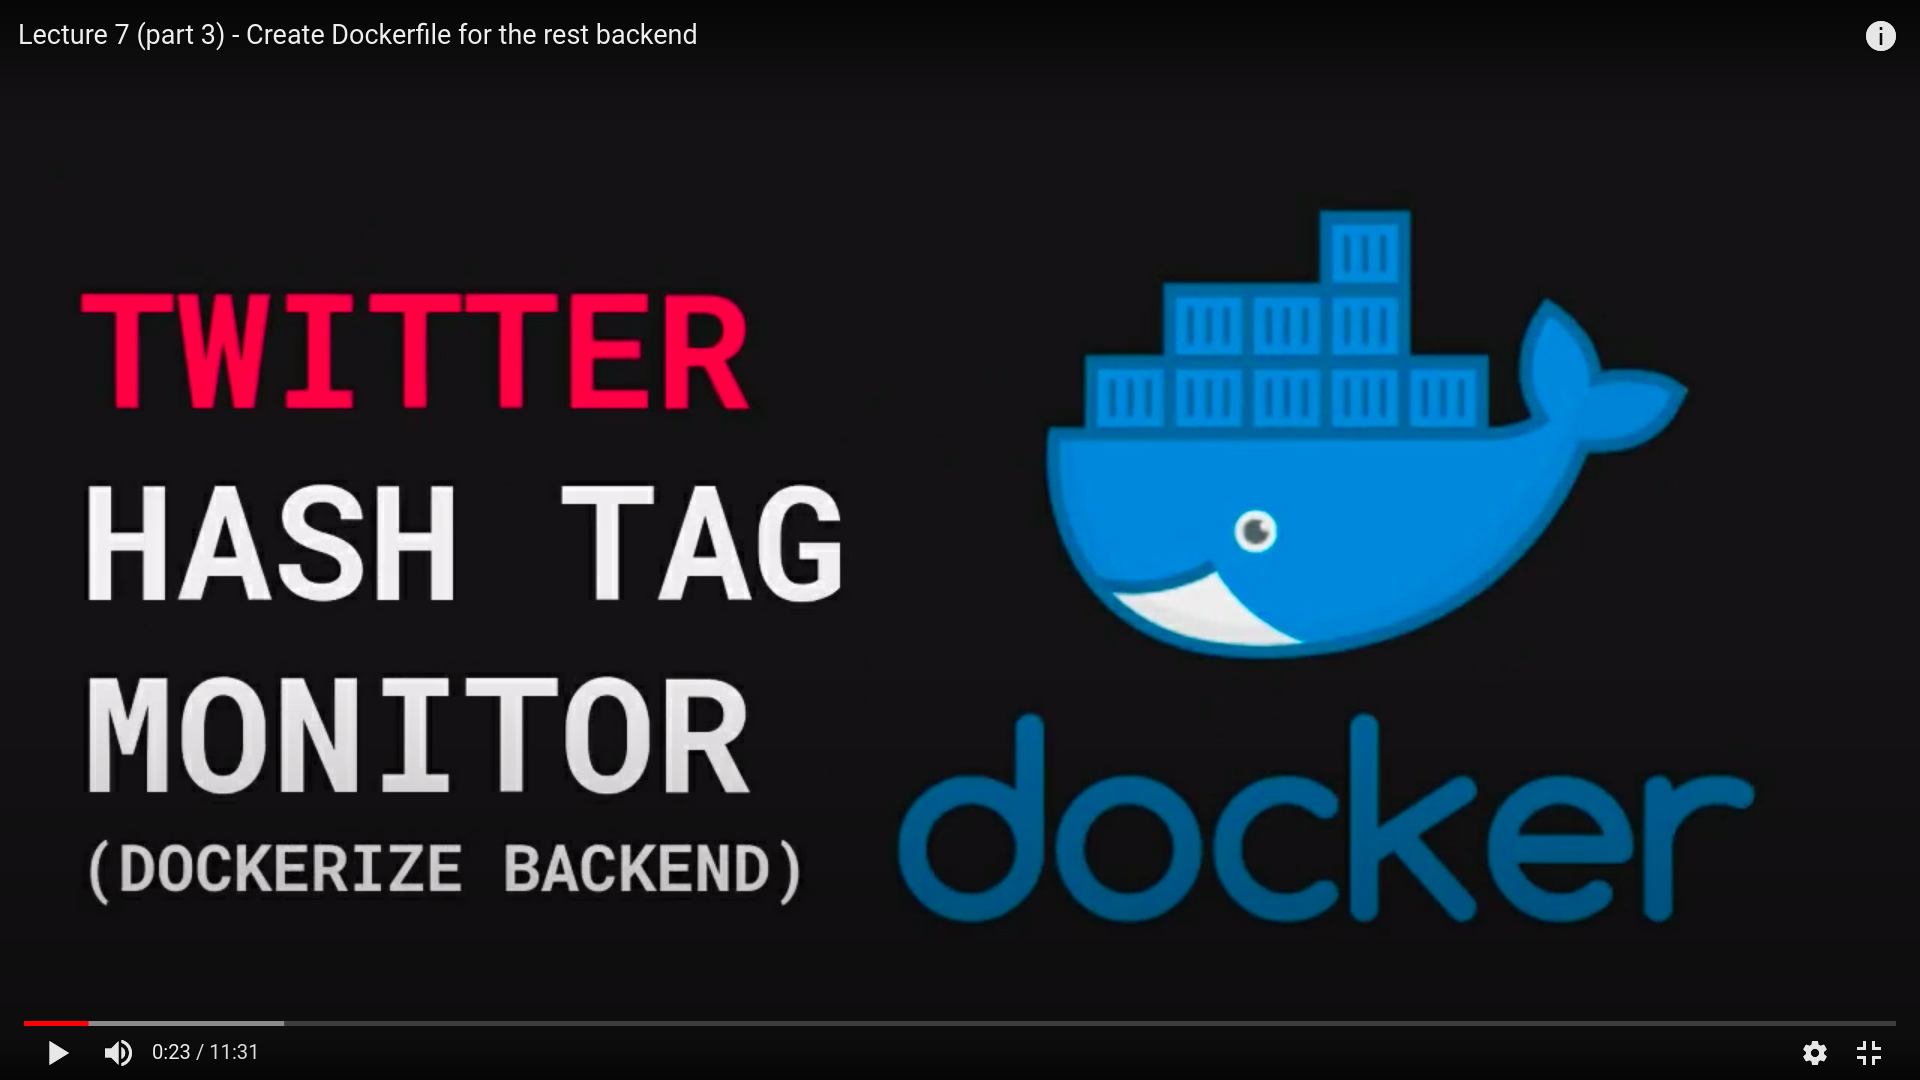 Lecture 7 (part 3) - Create Dockerfile for the rest backend
TWITTER
HASH TAG
MONITOR
(DOCKERIZE BACKEND)
docker
0:23 / 11:31